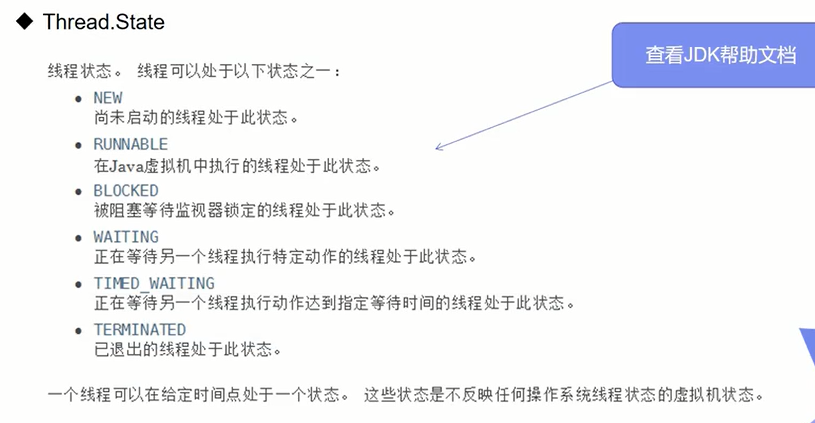 ◆ Thread.State
查看JDK帮助文档
线程状态。 线程可以处于以下状态之一:
• NEW
尚未启动的线程处于此状态。
• RUNNABLE
在Java虚拟机中执行的线程处于此状态。
• BLOCKED
被阻塞等待监视器锁定的线程处于此状态。
• WAITING
正在等待另一个线程执行特定动作的线程处于此状态。
• TIMED_WAITING
正在等待另一个线程执行动作达到指定等待时间的线程处于此状态。
• TERMINATED
已退出的线程处于此状态。
一个线程可以在给定时间点处于一个状态。 这些状态是不反映任何操作系统线程状态的虚拟机状态。